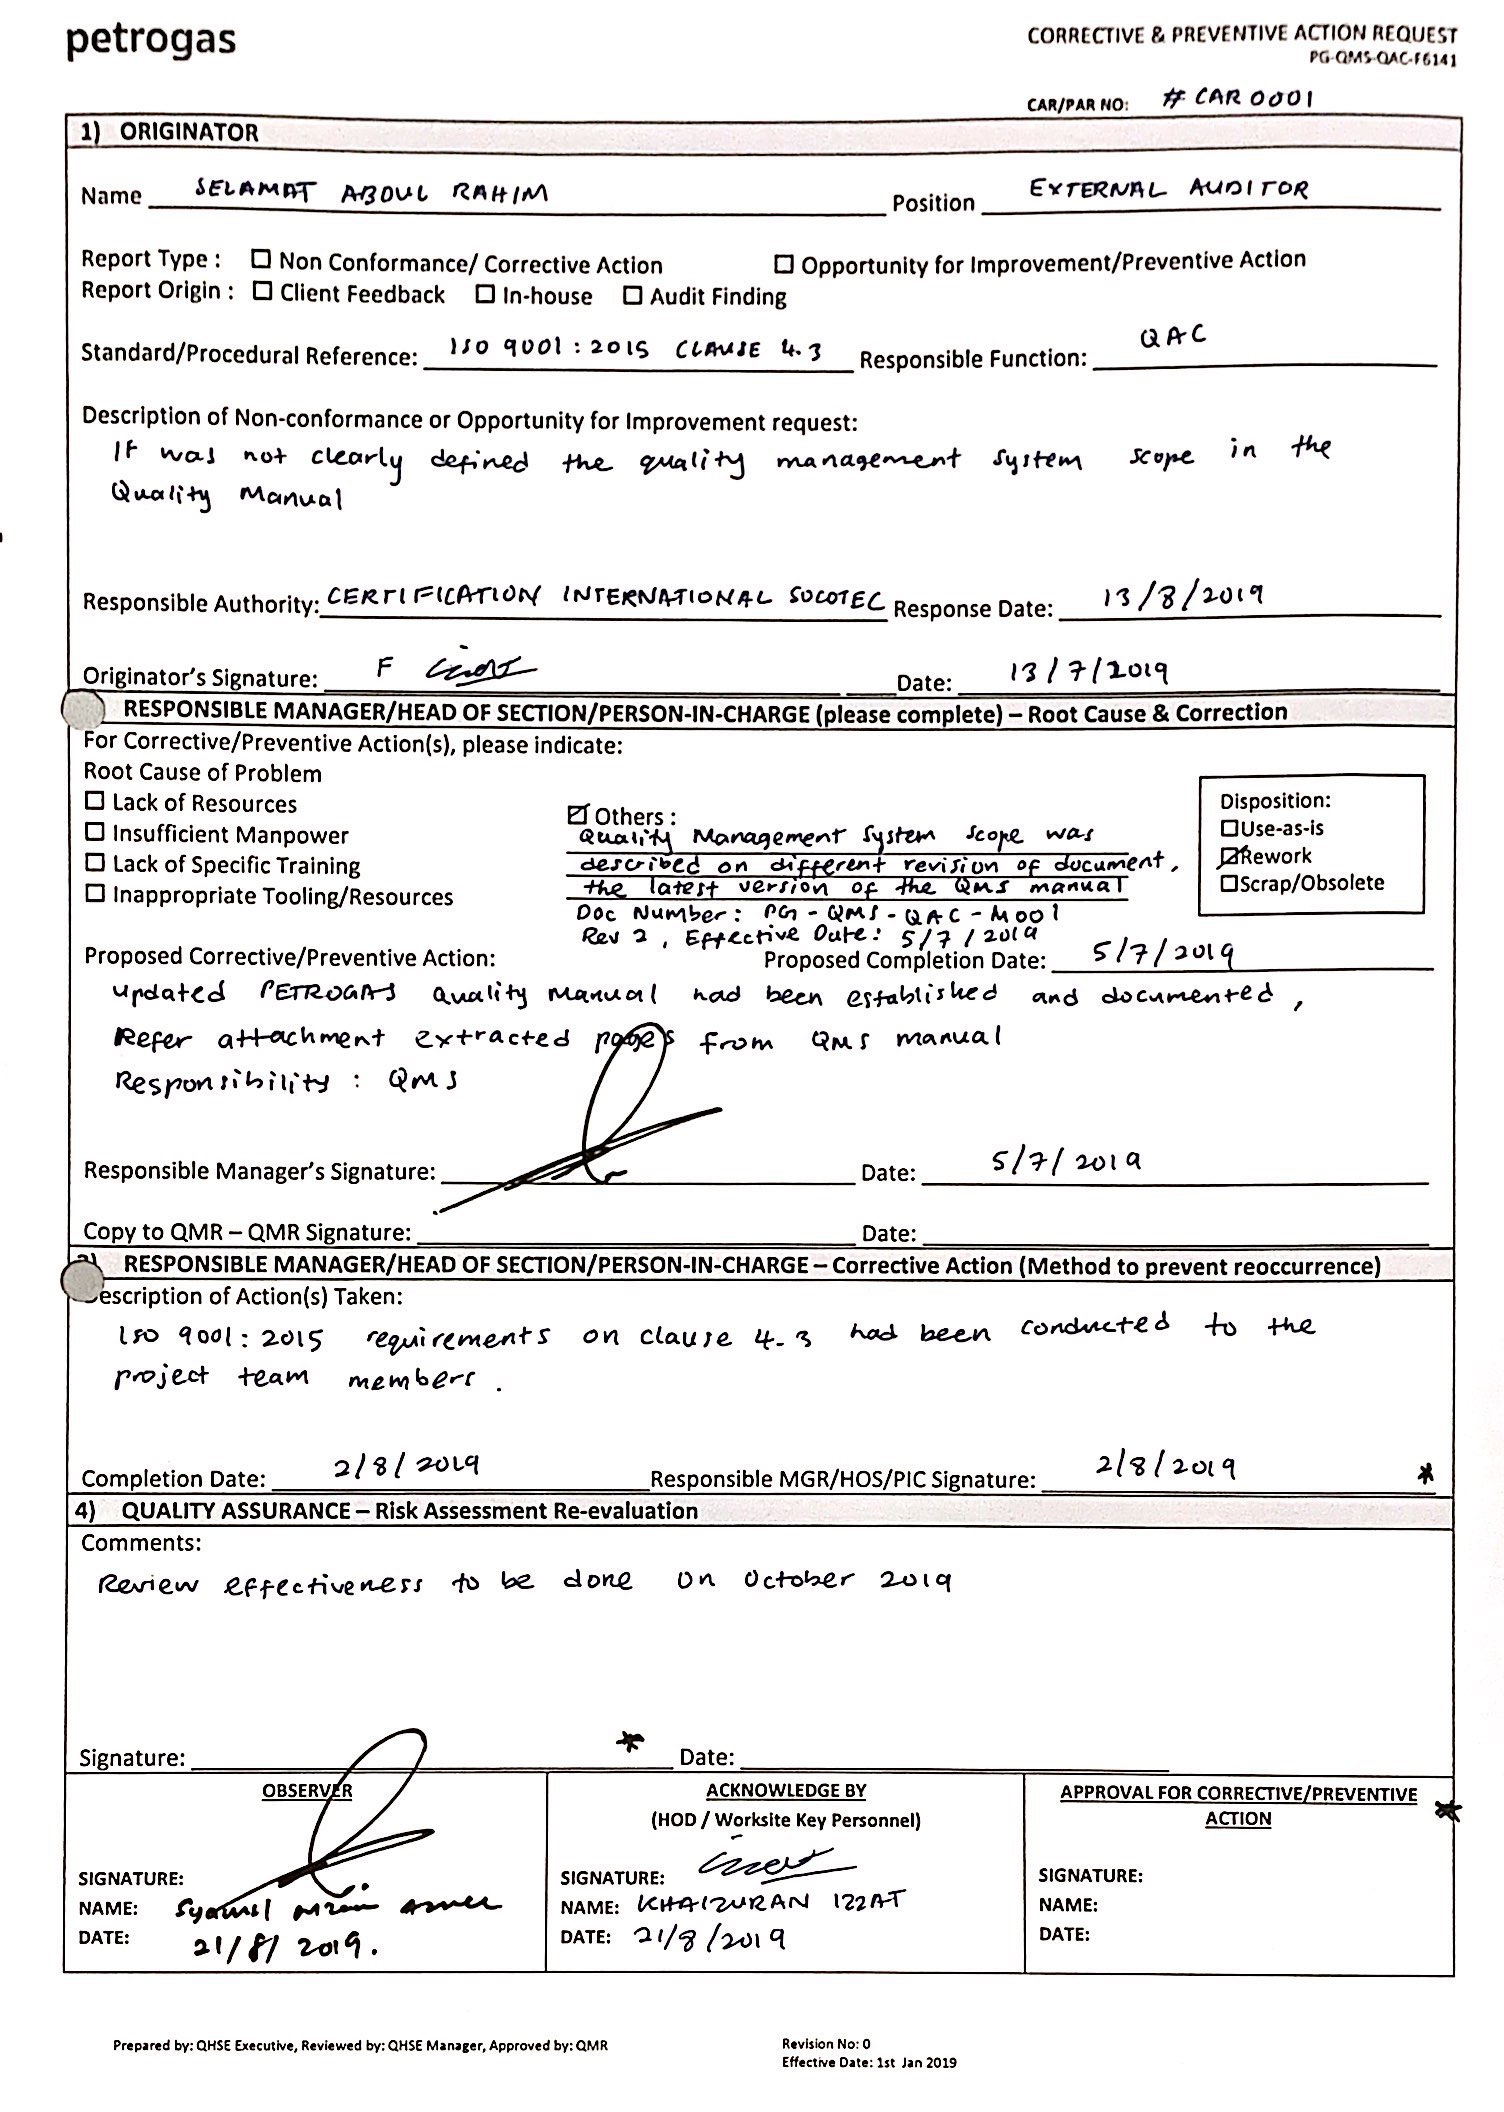 petrogas
CORRECTIVE & PREVENTIVE ACTION REQUEST
PG-QMS-QAC-F6141
CAR/PAR NO: # CAR 0001
1) ORIGINATOR
Name SELAMAT ABDUL RAHIM Position EXTERNAL AUDITOR
Report Type : ☐ Non Conformance/ Corrective Action ☐ Opportunity for Improvement/Preventive Action
Report Origin : ☐ Client Feedback ☐ In-house ☐ Audit Finding
Standard/Procedural Reference: ISO 9001 : 2015 CLAUSE 4.3 Responsible Function: QAC
Description of Non-conformance or Opportunity for Improvement request:
It was not clearly defined the quality management system scope in the
Quality Manual
Responsible Authority: CERTIFICATION INTERNATIONAL SOCOTEC Response Date: 13/8/2019
Originator's Signature: F Date: 13/7/2019
RESPONSIBLE MANAGER/HEAD OF SECTION/PERSON-IN-CHARGE (please complete) – Root Cause & Correction
For Corrective/Preventive Action(s), please indicate:
Root Cause of Problem
☐ Lack of Resources
☐ Insufficient Manpower
☐ Lack of Specific Training
☐ Inappropriate Tooling/Resources
☑ Others :
Quality Management System scope was
described on different revision of document,
the latest version of the QMS manual
Doc Number : PG - QMS - QAC - M001
Rev 2 , Effective Date : 5/7/2019
Disposition:
☐Use-as-is
☑Rework
☐Scrap/Obsolete
Proposed Corrective/Preventive Action: Proposed Completion Date: 5/7/2019
updated PETROGAS Quality Manual had been established and documented ,
Refer attachment extracted pages from QMS manual
Responsibility : QMS
Responsible Manager's Signature: Date: 5/7/2019
Copy to QMR – QMR Signature: Date:
RESPONSIBLE MANAGER/HEAD OF SECTION/PERSON-IN-CHARGE – Corrective Action (Method to prevent reoccurrence)
Description of Action(s) Taken:
ISO 9001 : 2015 requirements on clause 4.3 had been conducted to the
project team members .
Completion Date: 2/8/2019 Responsible MGR/HOS/PIC Signature: 2/8/2019 *
4) QUALITY ASSURANCE – Risk Assessment Re-evaluation
Comments:
Review effectiveness to be done on October 2019
Signature: * Date:
OBSERVER
SIGNATURE:
NAME: Syamil
DATE: 21/8/2019.
ACKNOWLEDGE BY
(HOD / Worksite Key Personnel)
SIGNATURE:
NAME: KHAIZURAN IZZAT
DATE: 21/8/2019
APPROVAL FOR CORRECTIVE/PREVENTIVE *
ACTION
SIGNATURE:
NAME:
DATE:
Prepared by: QHSE Executive, Reviewed by: QHSE Manager, Approved by: QMR
Revision No: 0
Effective Date: 1st Jan 2019